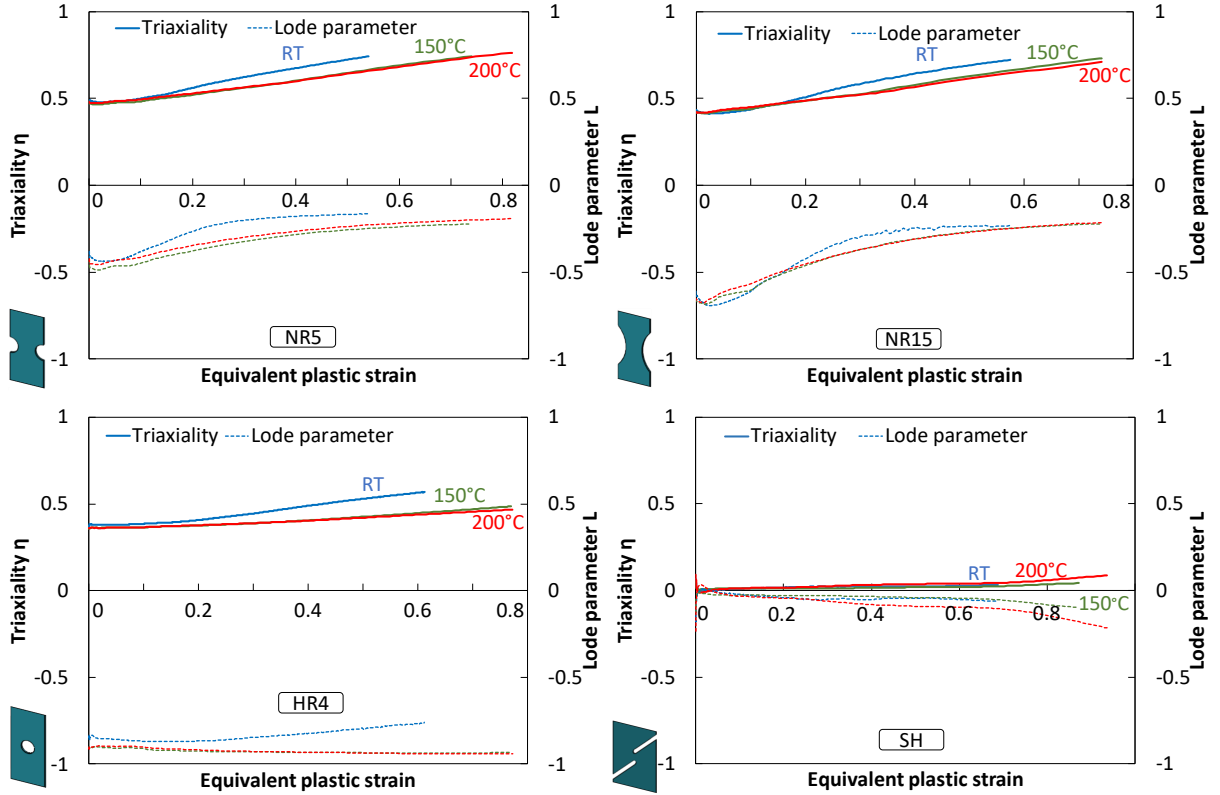 1
0.5
0
-0.5
-1
Triaxiality η
1
0.5
0
-0.5
-1
Lode parameter L
Triaxiality
Lode parameter
RT
150°C
200°C
0
0.2
0.4
0.6
0.8
NR5
Equivalent plastic strain
1
0.5
0
-0.5
-1
Triaxiality η
1
0.5
0
-0.5
-1
Lode parameter L
Triaxiality
Lode parameter
RT
150°C
200°C
0
0.2
0.4
0.6
0.8
NR15
Equivalent plastic strain
1
0.5
0
-0.5
-1
Triaxiality η
1
0.5
0
-0.5
-1
Lode parameter L
Triaxiality
Lode parameter
RT
150°C
200°C
0
0.2
0.4
0.6
0.8
HR4
Equivalent plastic strain
1
0.5
0
-0.5
-1
Triaxiality η
1
0.5
0
-0.5
-1
Lode parameter L
Triaxiality
Lode parameter
RT
200°C
150°C
0
0.2
0.4
0.6
0.8
SH
Equivalent plastic strain